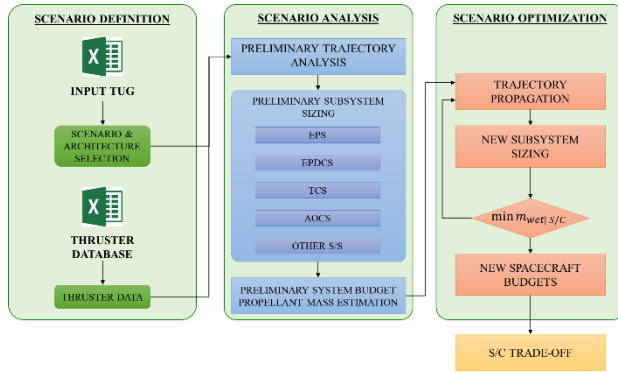 SCENARIO DEFINITION
INPUT TUG
SCENARIO &
ARCHITECTURE
SELECTION
THRUSTER
DATABASE
THRUSTER DATA
SCENARIO ANALYSIS
PRELIMINARY TRAJECTORY
ANALYSIS
PRELIMINARY SUBSYSTEM
SIZING
EPS
EPDCS
TCS
AOCS
OTHER S/S
PRELIMINARY SYSTEM BUDGET
PROPELLANT MASS ESTIMATION
SCENARIO OPTIMIZATION
TRAJECTORY
PROPAGATION
NEW SUBSYSTEM
SIZING
min m_wet| S/C
NEW SPACECRAFT
BUDGETS
S/C TRADE-OFF